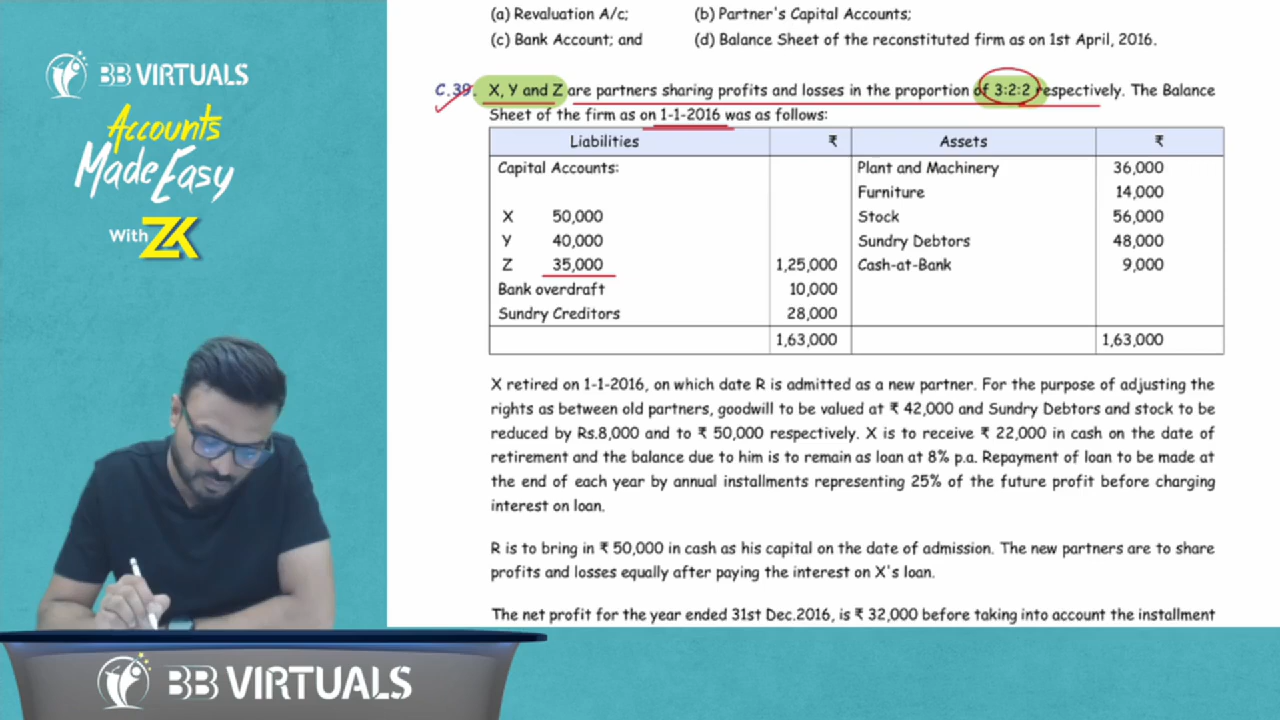 BB VIRTUALS
Accounts
Made Easy
With ZK
(a) Revaluation A/c; (b) Partner's Capital Accounts;
(c) Bank Account; and (d) Balance Sheet of the reconstituted firm as on 1st April, 2016.
C.39. X, Y and Z are partners sharing profits and losses in the proportion of 3:2:2 respectively. The Balance
Sheet of the firm as on 1-1-2016 was as follows:
Liabilities ₹ Assets ₹
Capital Accounts: Plant and Machinery 36,000
Furniture 14,000
X 50,000 Stock 56,000
Y 40,000 Sundry Debtors 48,000
Z 35,000 1,25,000 Cash-at-Bank 9,000
Bank overdraft 10,000
Sundry Creditors 28,000
1,63,000 1,63,000
X retired on 1-1-2016, on which date R is admitted as a new partner. For the purpose of adjusting the
rights as between old partners, goodwill to be valued at ₹ 42,000 and Sundry Debtors and stock to be
reduced by Rs.8,000 and to ₹ 50,000 respectively. X is to receive ₹ 22,000 in cash on the date of
retirement and the balance due to him is to remain as loan at 8% p.a. Repayment of loan to be made at
the end of each year by annual installments representing 25% of the future profit before charging
interest on loan.
R is to bring in ₹ 50,000 in cash as his capital on the date of admission. The new partners are to share
profits and losses equally after paying the interest on X's loan.
The net profit for the year ended 31st Dec.2016, is ₹ 32,000 before taking into account the installment
BB VIRTUALS